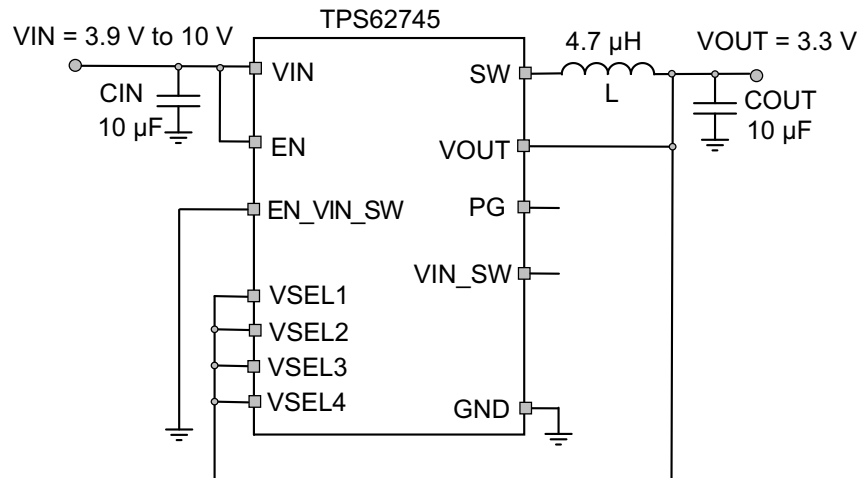 TPS62745
VIN = 3.9 V to 10 V
4.7 µH
VOUT = 3.3 V
VIN
SW
CIN
L
COUT
10 µF
10 µF
EN
VOUT
EN_VIN_SW
PG
VIN_SW
VSEL1
VSEL2
VSEL3
VSEL4
GND